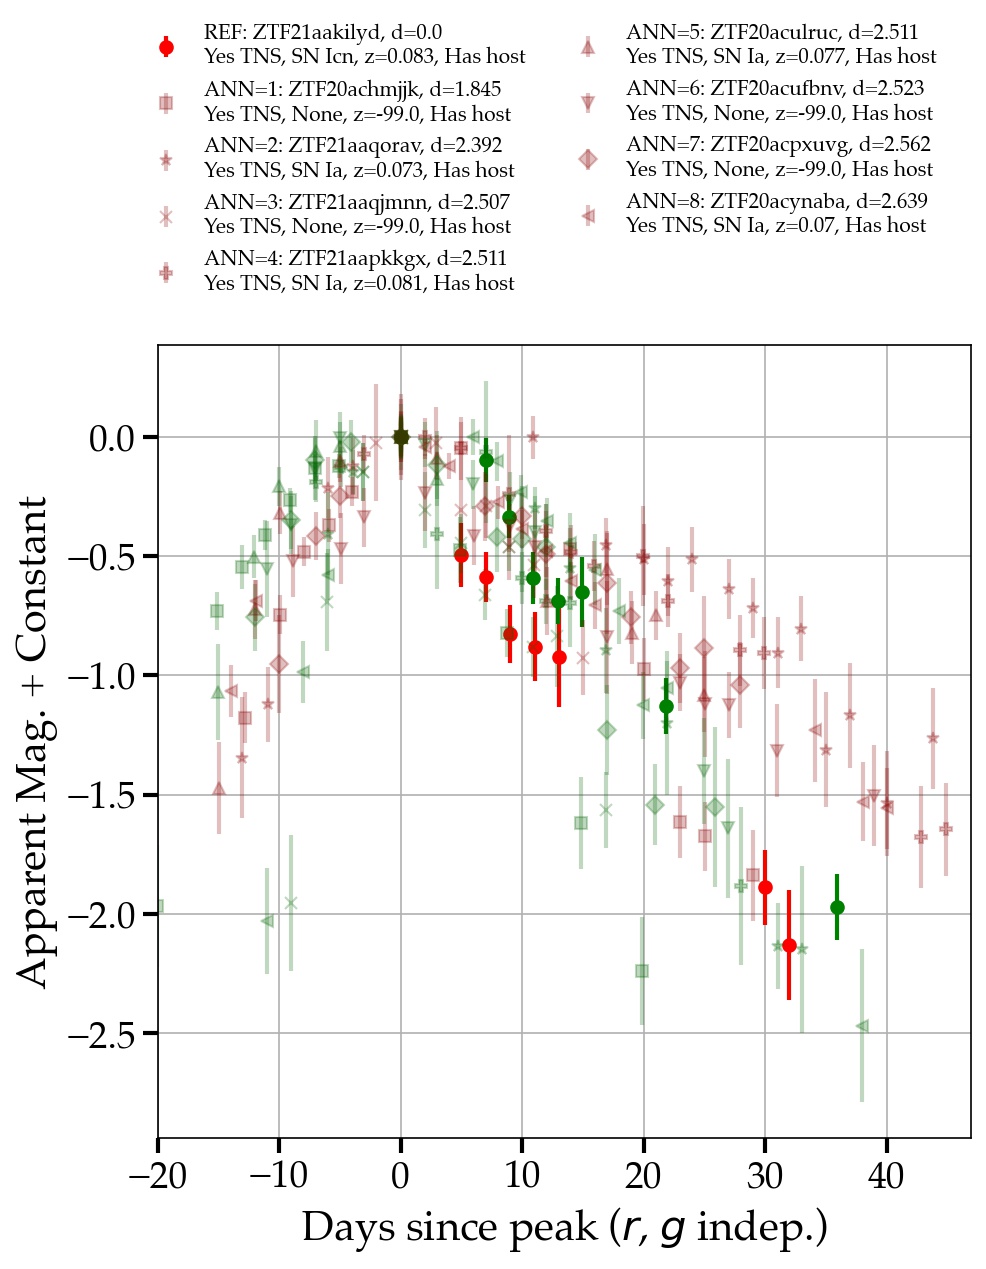 REF: ZTF21aakilyd, d=0.0
Yes TNS, SN Icn, z=0.083, Has host
ANN=1: ZTF20achmjjk, d=1.845
Yes TNS, None, z=-99.0, Has host
ANN=2: ZTF21aaqorav, d=2.392
Yes TNS, SN Ia, z=0.073, Has host
ANN=3: ZTF21aaqjmnn, d=2.507
Yes TNS, None, z=-99.0, Has host
ANN=4: ZTF21aapkkgx, d=2.511
Yes TNS, SN Ia, z=0.081, Has host
ANN=5: ZTF20aculruc, d=2.511
Yes TNS, SN Ia, z=0.077, Has host
ANN=6: ZTF20acufbnv, d=2.523
Yes TNS, None, z=-99.0, Has host
ANN=7: ZTF20acpxuvg, d=2.562
Yes TNS, None, z=-99.0, Has host
ANN=8: ZTF20acynaba, d=2.639
Yes TNS, SN Ia, z=0.07, Has host
Apparent Mag. + Constant
0.0
−0.5
−1.0
−1.5
−2.0
−2.5
−20 −10 0 10 20 30 40
Days since peak (r, g indep.)